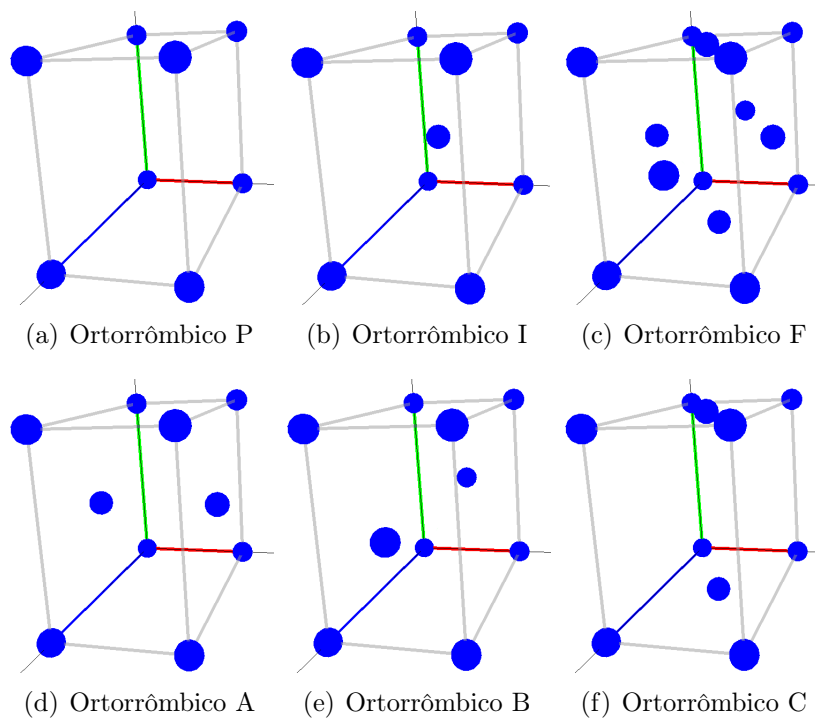 (a) Ortorrômbico P
(b) Ortorrômbico I
(c) Ortorrômbico F
(d) Ortorrômbico A
(e) Ortorrômbico B
(f) Ortorrômbico C